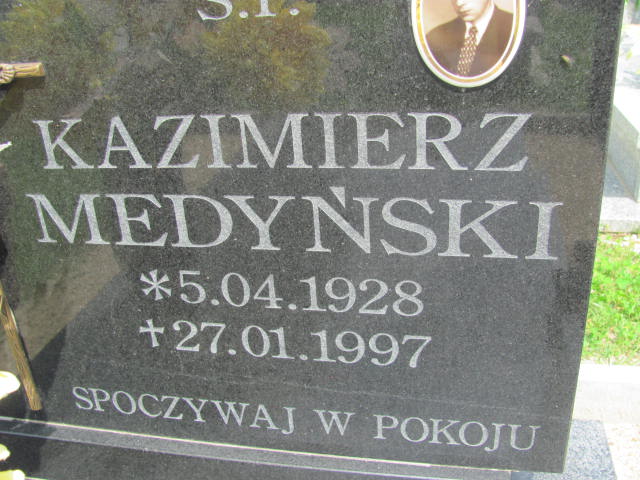 Ś.P.
KAZIMIERZ
MEDYŃSKI
*5.04.1928
✝27.01.1997
SPOCZYWAJ W POKOJU